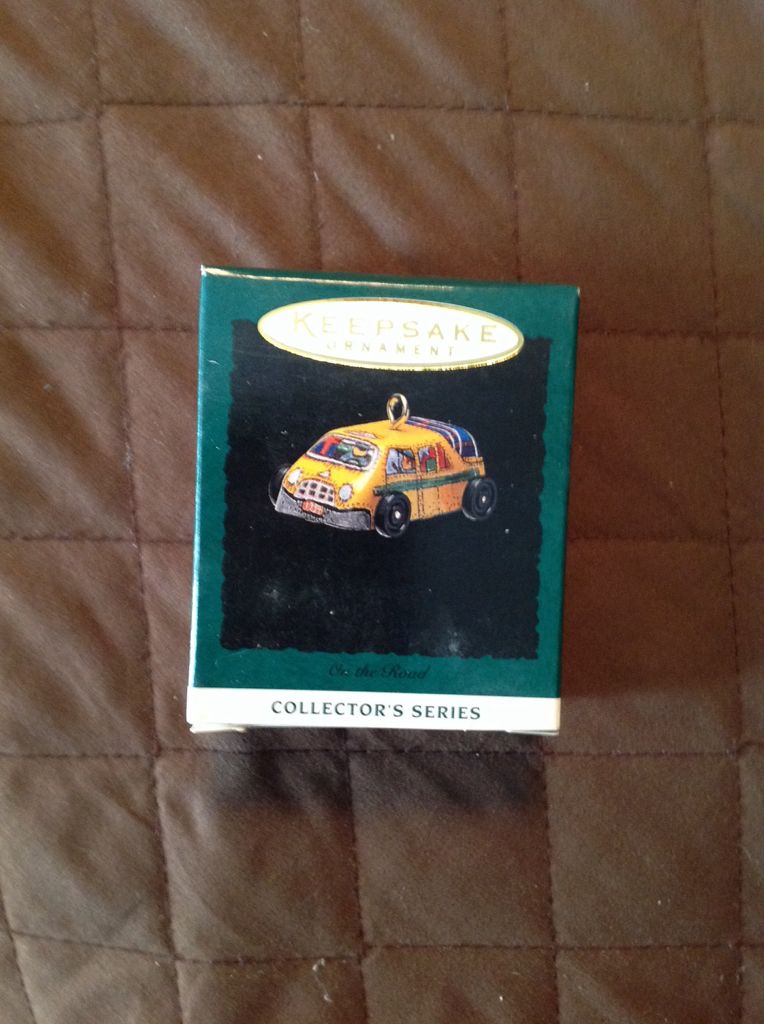 KEEPSAKE
ORNAMENT
On the Road
COLLECTOR'S SERIES